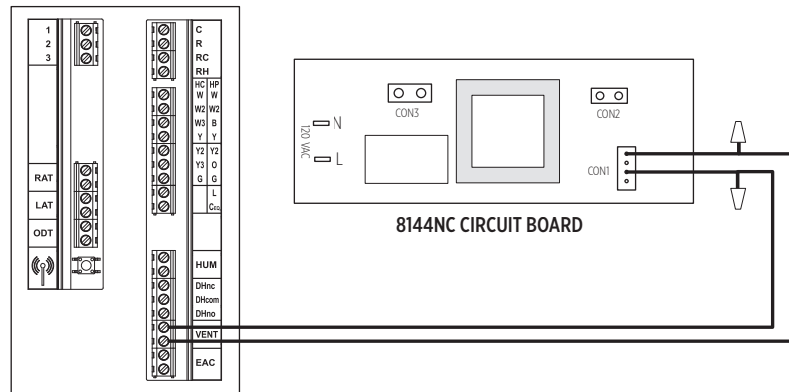 1
2
3
RAT
LAT
ODT
C
R
RC
RH
HC HP
W W
W2 W2
W3 B
Y Y
Y2 Y2
Y3 O
G G
L
CEQ.
HUM
DHnc
DHcom
DHno
VENT
EAC
120 VAC
N
L
CON3
CON2
CON1
8144NC CIRCUIT BOARD